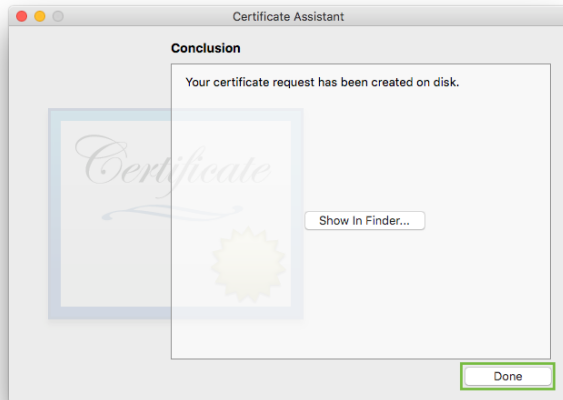 Certificate Assistant
Conclusion
Your certificate request has been created on disk.
Certificate
Show In Finder...
Done